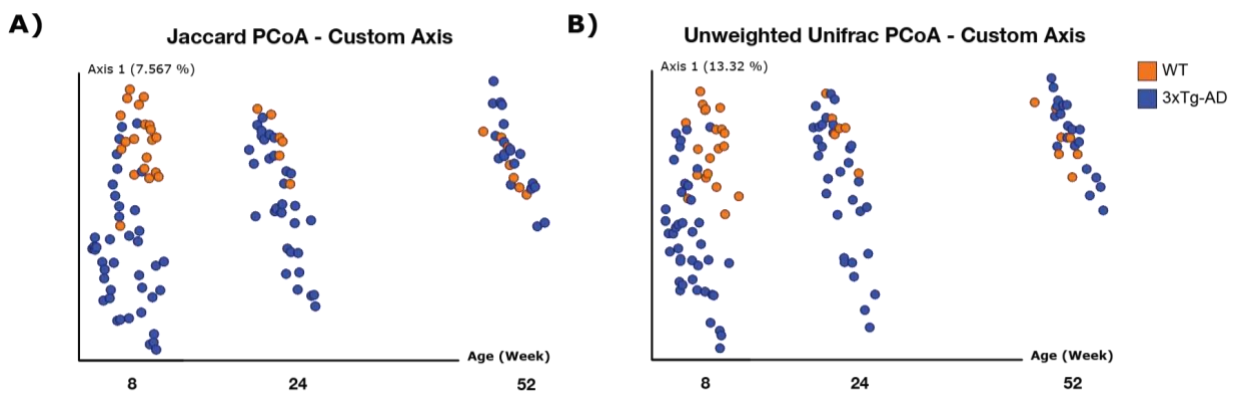 A)
Jaccard PCoA - Custom Axis
Axis 1 (7.567 %)
Age (Week)
8 24 52
B)
Unweighted Unifrac PCoA - Custom Axis
Axis 1 (13.32 %)
Age (Week)
8 24 52
WT
3xTg-AD